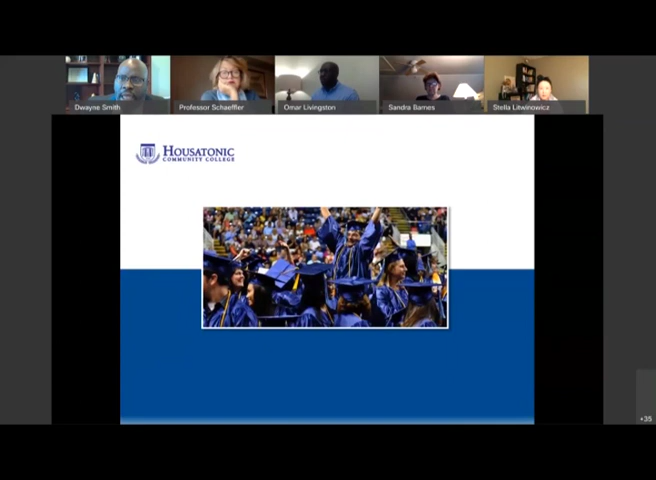 Dwayne Smith
Professor Schaeffler
Omar Livingston
Sandra Barnes
Stella Litwinowicz
HOUSATONIC
COMMUNITY COLLEGE
+35